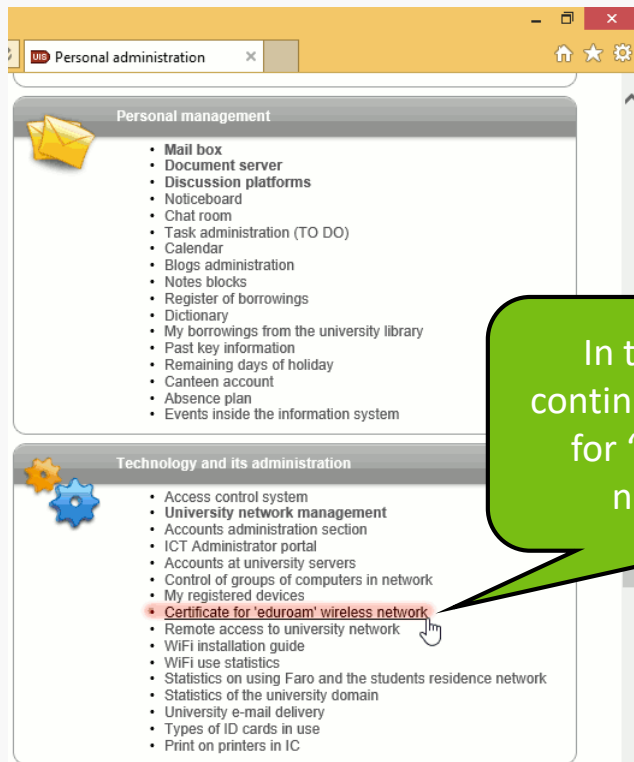 UIS Personal administration
Personal management
• Mail box
• Document server
• Discussion platforms
• Noticeboard
• Chat room
• Task administration (TO DO)
• Calendar
• Blogs administration
• Notes blocks
• Register of borrowings
• Dictionary
• My borrowings from the university library
• Past key information
• Remaining days of holiday
• Canteen account
• Absence plan
• Events inside the information system
In t
contin
for ‘
n
Technology and its administration
• Access control system
• University network management
• Accounts administration section
• ICT Administrator portal
• Accounts at university servers
• Control of groups of computers in network
• My registered devices
• Certificate for 'eduroam' wireless network
• Remote access to university network
• WiFi installation guide
• WiFi use statistics
• Statistics on using Faro and the students residence network
• Statistics of the university domain
• University e-mail delivery
• Types of ID cards in use
• Print on printers in IC